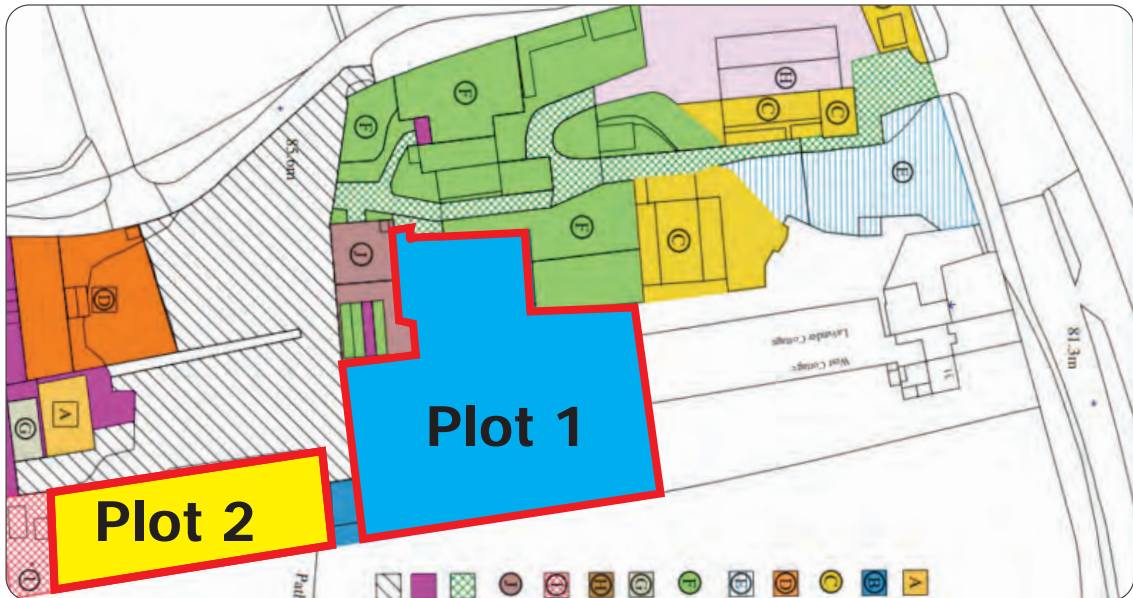 F
H
F
C
C
85.6m
E
F
C
J
D
Lavender Cottage
81.3m
West Cottage
Plot 1
A
G
Plot 2
I
Path
J
I
H
G
F
E
D
C
B
A